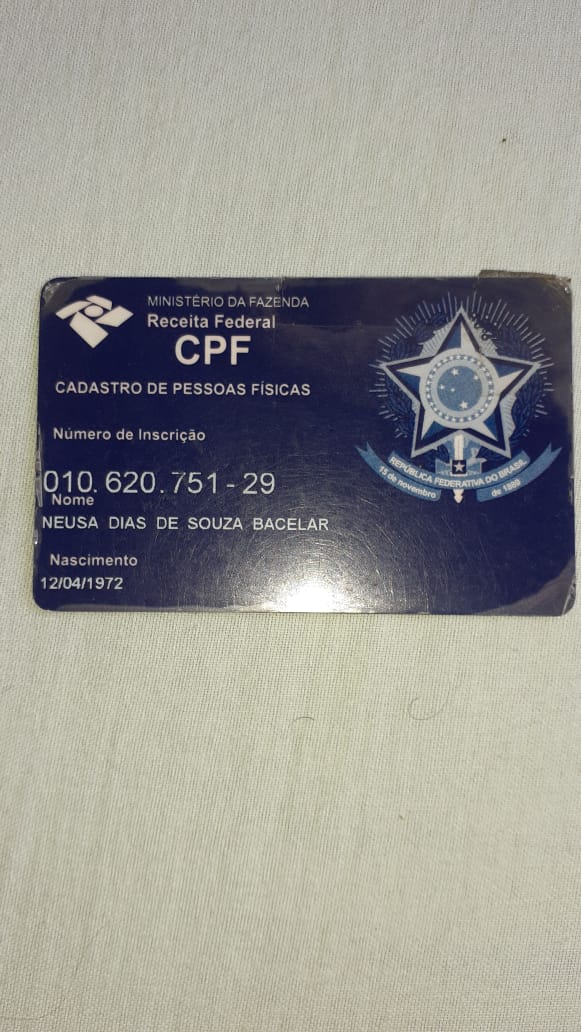 MINISTÉRIO DA FAZENDA
Receita Federal
CPF
CADASTRO DE PESSOAS FÍSICAS
Número de Inscrição
010.620.751-29
Nome
NEUSA DIAS DE SOUZA BACELAR
Nascimento
12/04/1972
REPÚBLICA FEDERATIVA DO BRASIL
15 de novembro de 1889